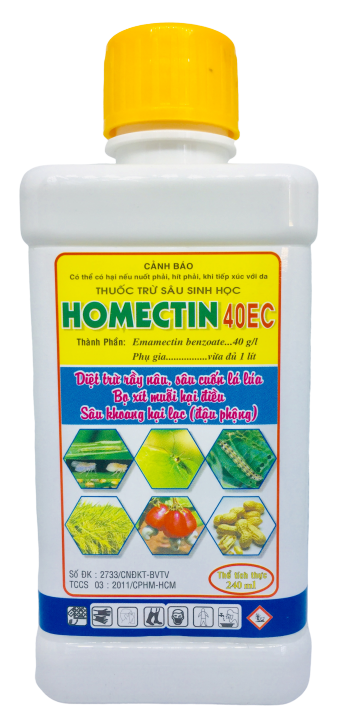 CẢNH BÁO
Có thể có hại nếu nuốt phải, hít phải, khi tiếp xúc với da
THUỐC TRỪ SÂU SINH HỌC
HOMECTIN 40EC
Thành Phần: Emamectin benzoate...40 g/l
Phụ gia................vừa đủ 1 lít
Diệt trừ rầy nâu, sâu cuốn lá lúa
Bọ xít muỗi hại điều
Sâu khoang hại lạc (đậu phộng)
Số ĐK : 2733/CNĐKT-BVTV
TCCS 03 : 2011/CPHM-HCM
Thể tích thực
240 ml